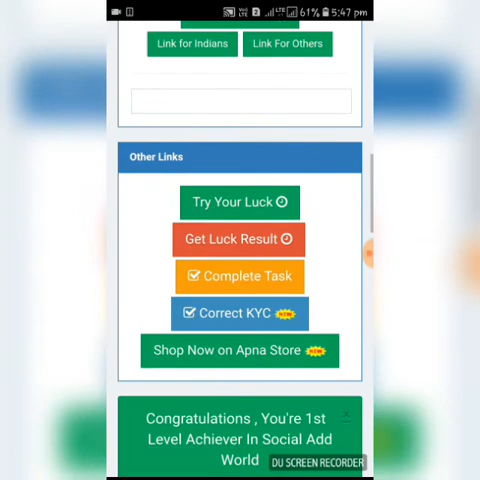 VoLTE 2 LTE 61% 5:47 pm
Link for Indians Link For Others
Other Links
Try Your Luck
Get Luck Result
Complete Task
Correct KYC NEW
Shop Now on Apna Store NEW
Congratulations , You're 1st
Level Achiever In Social Add
World
DU SCREEN RECORDER